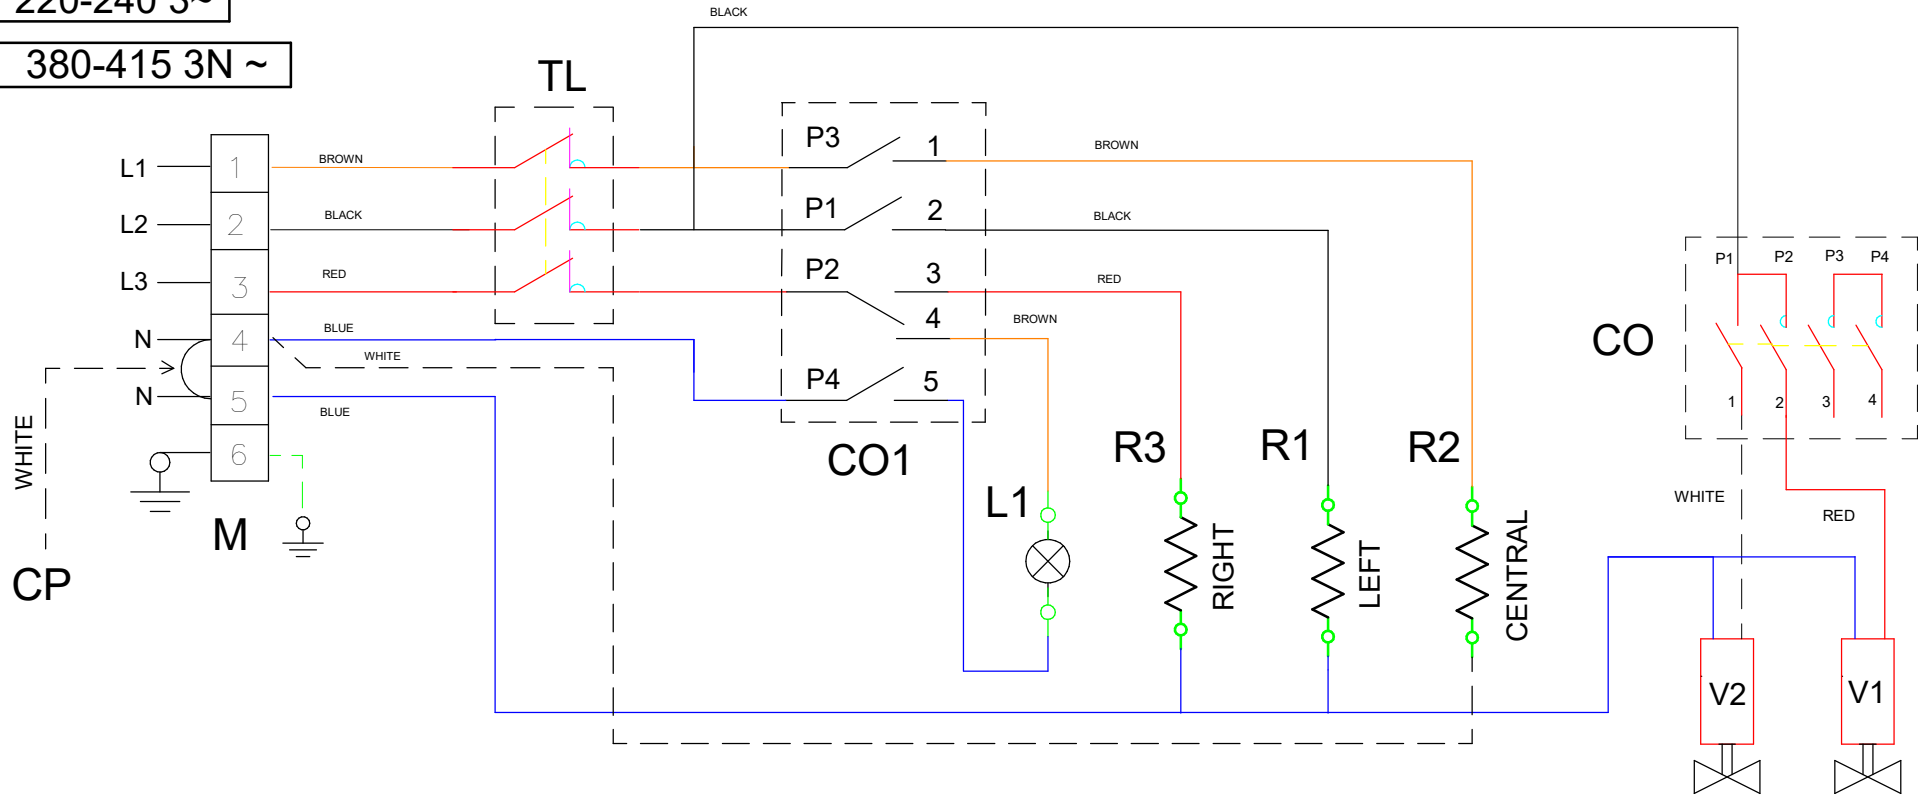 220-240 3~
380-415 3N ~
BLACK
TL
L1
1
BROWN
P3
1
BROWN
L2
2
BLACK
P1
2
BLACK
L3
3
RED
P2
3
RED
4
BROWN
N
4
BLUE
WHITE
N
5
BLUE
P4
5
6
WHITE
CP
M
CO1
L1
R3
RIGHT
R1
LEFT
R2
CENTRAL
CO
P1
P2
P3
P4
1
2
3
4
WHITE
RED
V2
V1